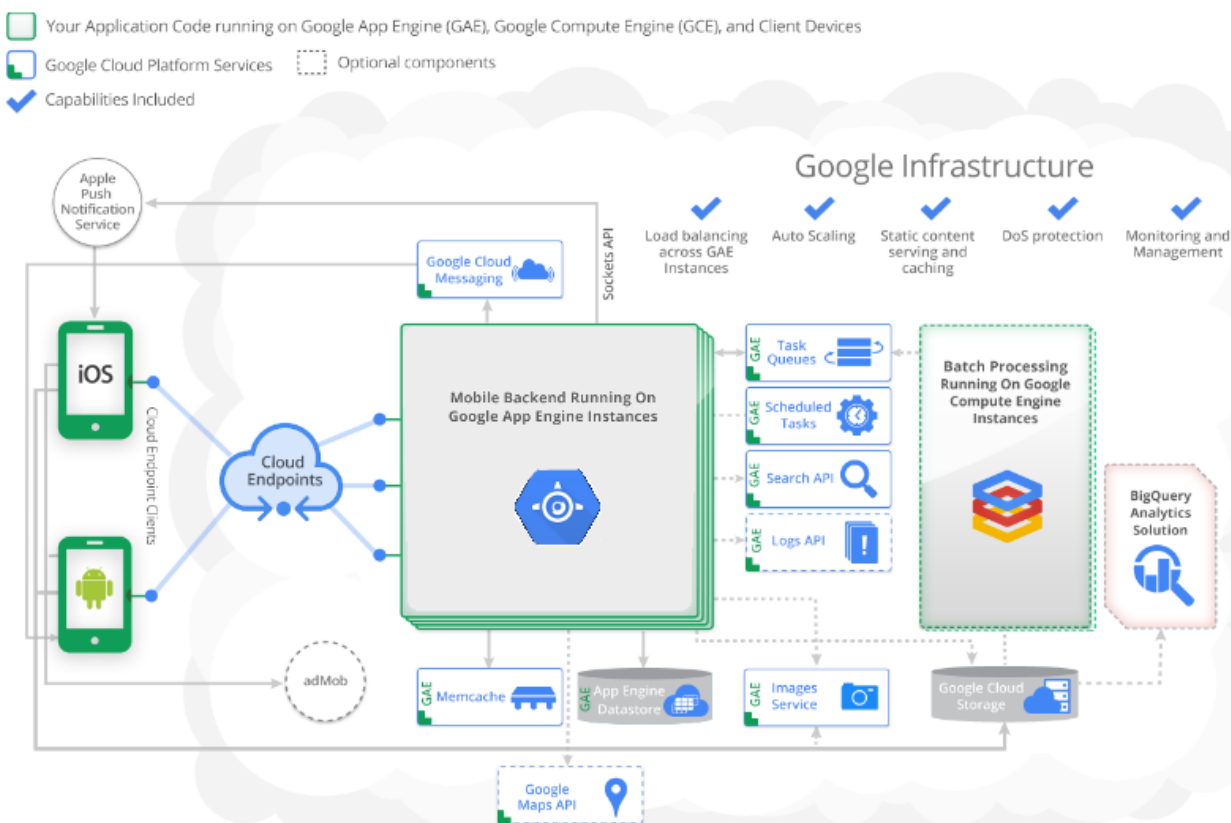 Your Application Code running on Google App Engine (GAE), Google Compute Engine (GCE), and Client Devices
Google Cloud Platform Services
Optional components
Capabilities Included
Google Infrastructure
Load balancing
across GAE
Instances
Auto Scaling
Static content
serving and
caching
DoS protection
Monitoring and
Management
Apple
Push
Notification
Service
Google Cloud
Messaging
Sockets API
iOS
Cloud Endpoint Clients
Cloud
Endpoints
Mobile Backend Running On
Google App Engine Instances
GAE
Task
Queues
GAE
Scheduled
Tasks
GAE
Search API
GAE
Logs API
Batch Processing
Running On Google
Compute Engine
Instances
BigQuery
Analytics
Solution
adMob
GAE
Memcache
GAE
App Engine
Datastore
GAE
Images
Service
Google Cloud
Storage
Google
Maps API